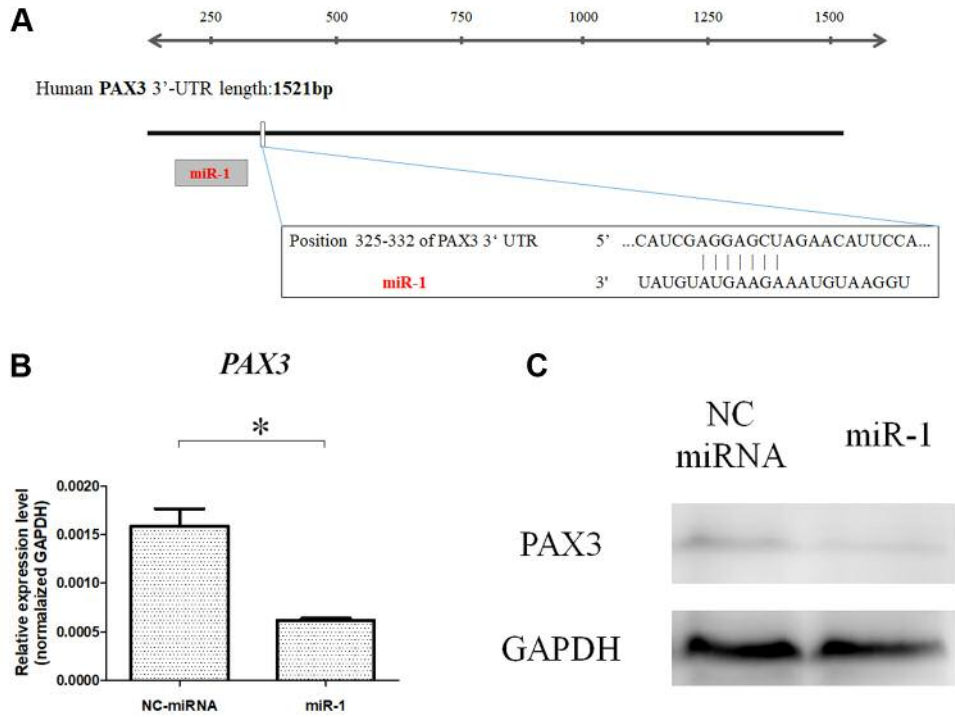 A
250 500 750 1000 1250 1500
Human PAX3 3'-UTR length:1521bp
miR-1
Position 325-332 of PAX3 3' UTR 5' ...CAUCGAGGAGCUAGAACAUUCCA...
| | | | | | |
miR-1 3' UAUGUAUGAAGAAAUGUAAGGU
B
PAX3
*
Relative expression level
(normalaized GAPDH)
0.0020
0.0015
0.0010
0.0005
0.0000
NC-miRNA miR-1
C
NC
miRNA miR-1
PAX3
GAPDH